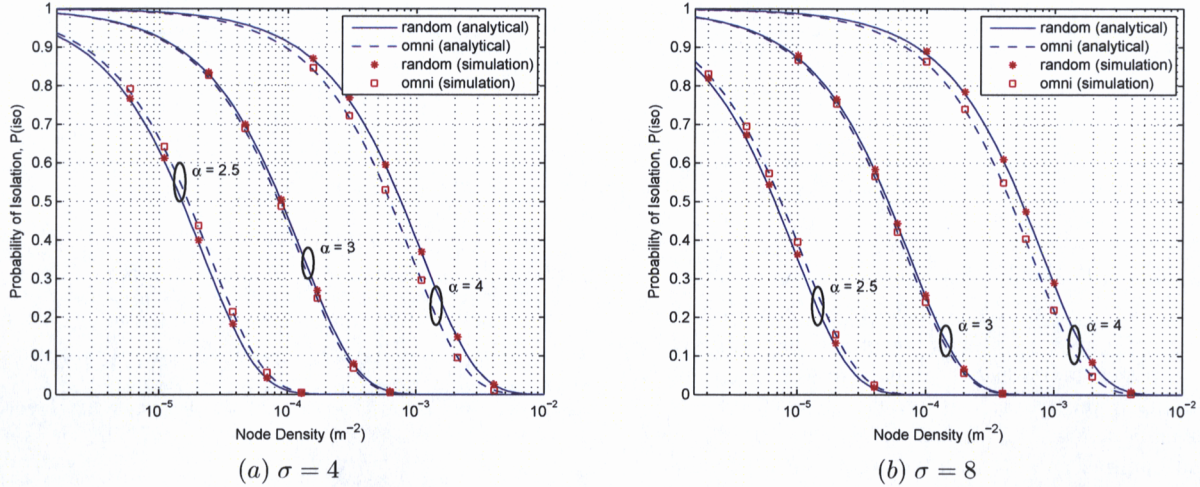 random (analytical)
omni (analytical)
random (simulation)
omni (simulation)
1
0.9
0.8
0.7
0.6
0.5
0.4
0.3
0.2
0.1
0
Probability of Isolation, P(iso)
α = 2.5
α = 3
α = 4
10⁻⁵
10⁻⁴
10⁻³
10⁻²
Node Density (m⁻²)
(a) σ = 4
random (analytical)
omni (analytical)
random (simulation)
omni (simulation)
1
0.9
0.8
0.7
0.6
0.5
0.4
0.3
0.2
0.1
0
Probability of Isolation, P(iso)
α = 2.5
α = 3
α = 4
10⁻⁵
10⁻⁴
10⁻³
10⁻²
Node Density (m⁻²)
(b) σ = 8